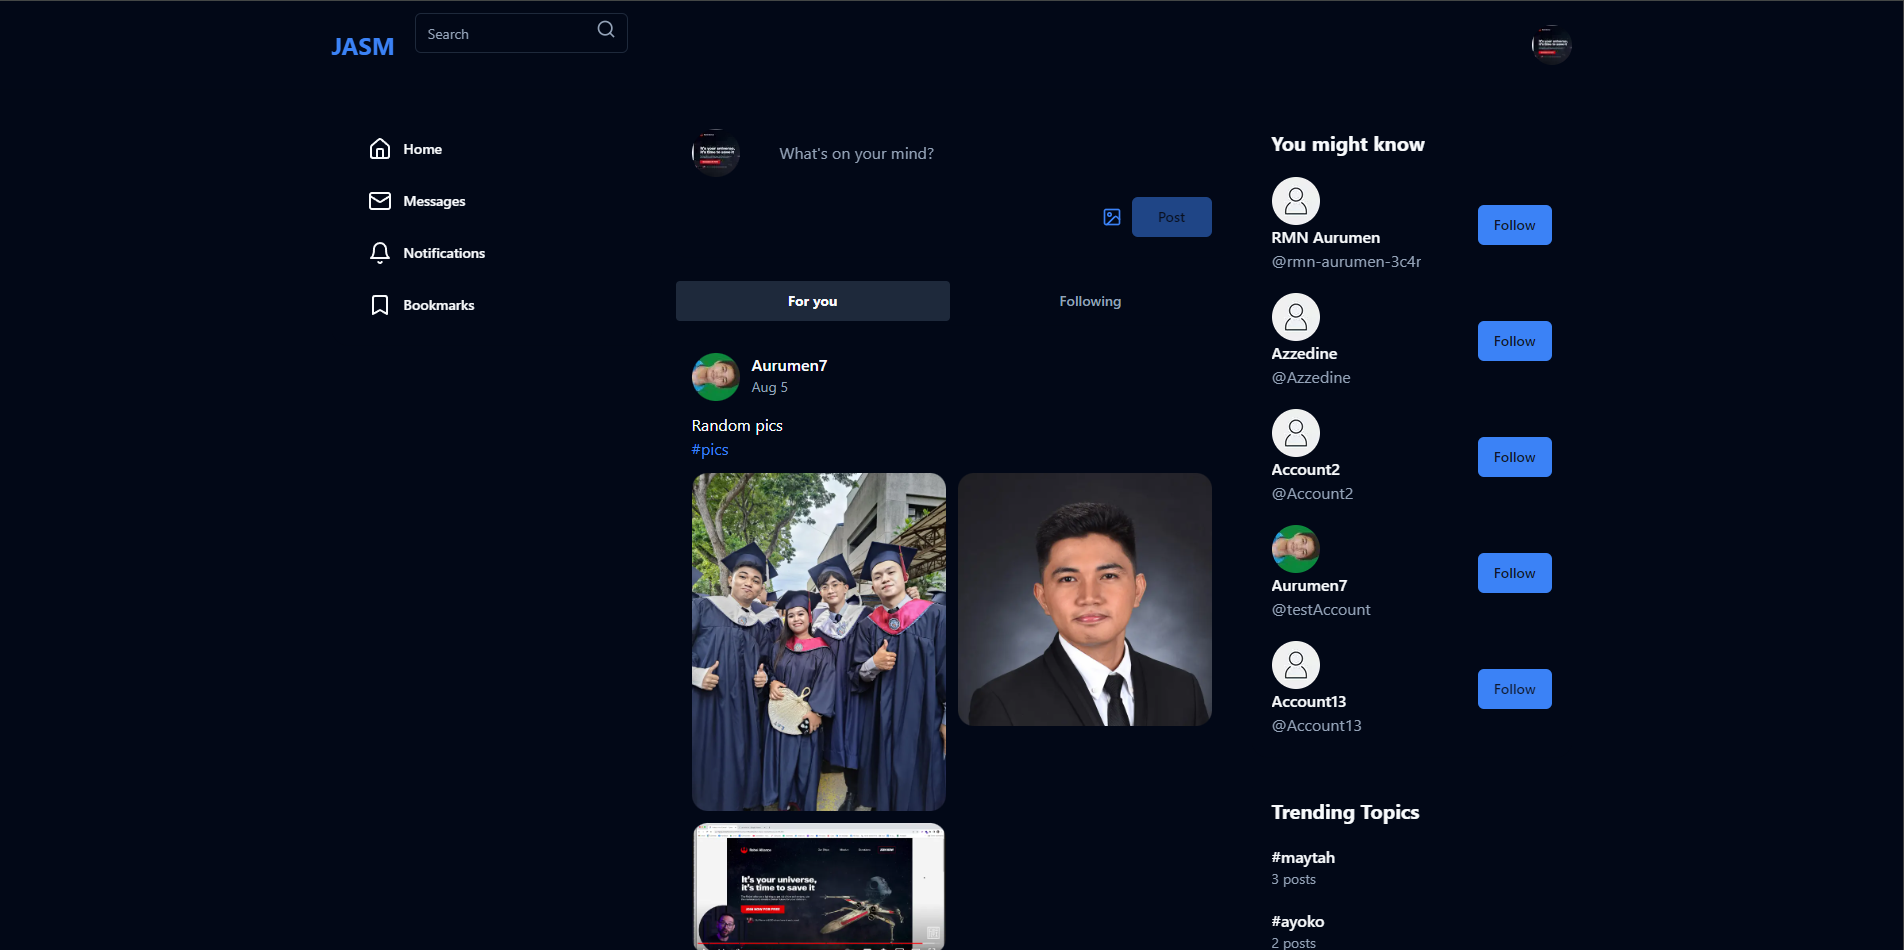 JASM
Search
Home
Messages
Notifications
Bookmarks
What's on your mind?
Post
For you
Following
Aurumen7
Aug 5
Random pics
#pics
It's your universe,
it's time to save it
You might know
RMN Aurumen
@rmn-aurumen-3c4r
Follow
Azzedine
@Azzedine
Follow
Account2
@Account2
Follow
Aurumen7
@testAccount
Follow
Account13
@Account13
Follow
Trending Topics
#maytah
3 posts
#ayoko
2 posts